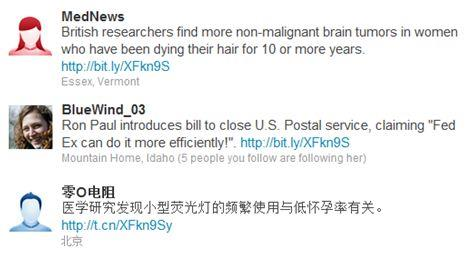 MedNews
British researchers find more non-malignant brain tumors in women
who have been dying their hair for 10 or more years.
http://bit.ly/XFkn9S
Essex, Vermont
BlueWind_03
Ron Paul introduces bill to close U.S. Postal service, claiming "Fed
Ex can do it more efficiently!". http://bit.ly/XFkn9S
Mountain Home, Idaho (5 people you follow are following her)
零O电阻
医学研究发现小型荧光灯的频繁使用与低怀孕率有关。
http://t.cn/XFkn9Sy
北京